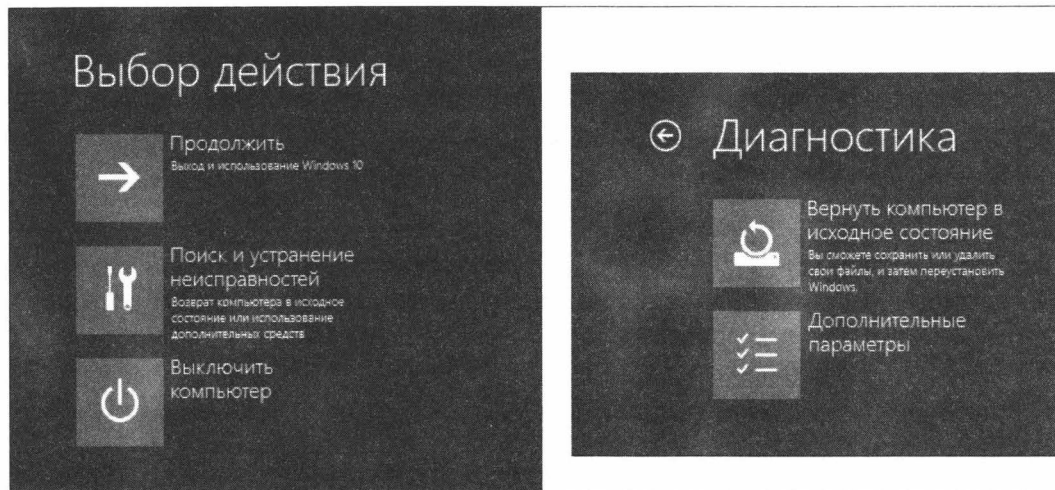 Выбор действия
Продолжить
Выход и использование Windows 10
Поиск и устранение
неисправностей
Возврат компьютера в исходное
состояние или использование
дополнительных средств
Выключить
компьютер
Диагностика
Вернуть компьютер в
исходное состояние
Вы сможете сохранить или удалить
свои файлы, и затем переустановить
Windows.
Дополнительные
параметры